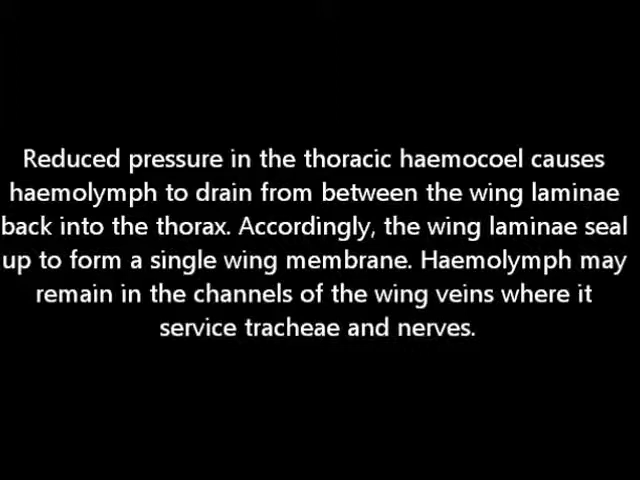 Reduced pressure in the thoracic haemocoel causes
haemolymph to drain from between the wing laminae
back into the thorax. Accordingly, the wing laminae seal
up to form a single wing membrane. Haemolymph may
remain in the channels of the wing veins where it
service tracheae and nerves.